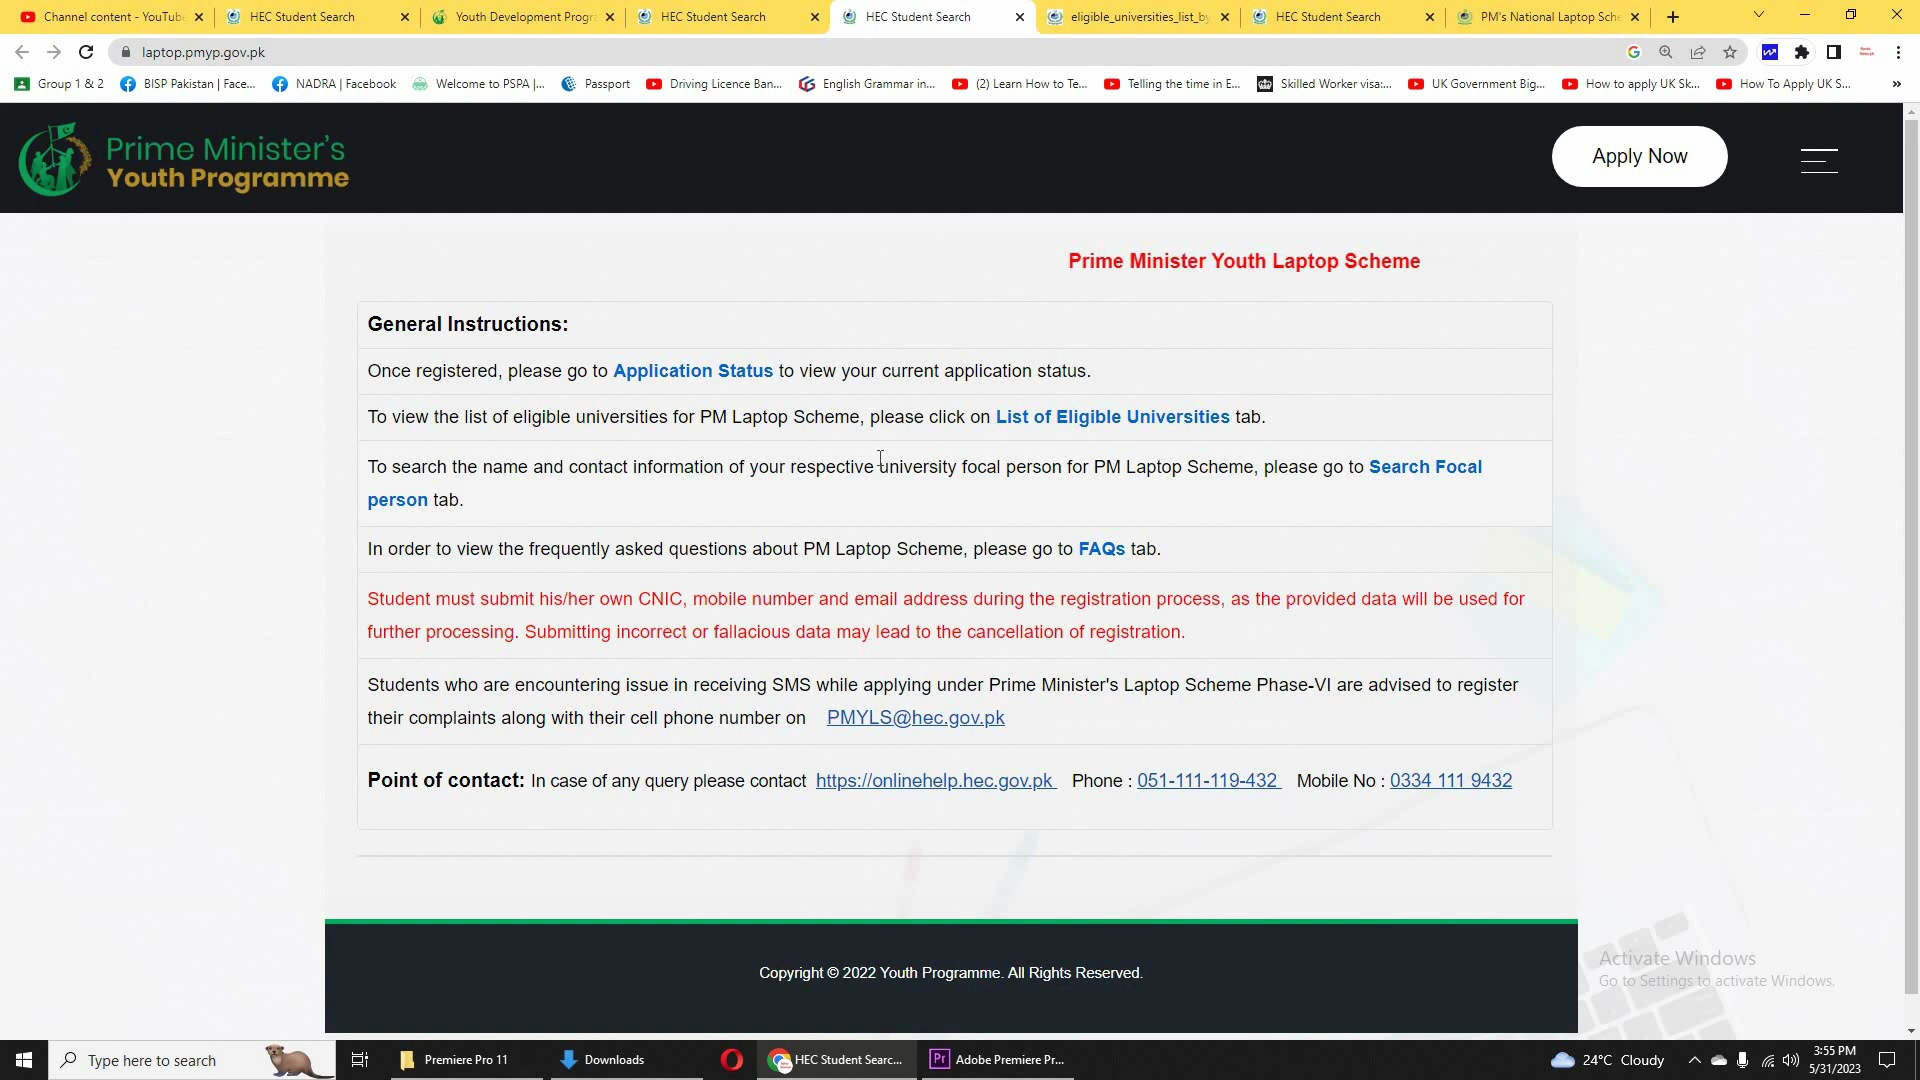 Channel content - YouTube
HEC Student Search
Youth Development Progra
HEC Student Search
HEC Student Search
eligible_universities_list_by
HEC Student Search
PM's National Laptop Sche
laptop.pmyp.gov.pk
Group 1 & 2
BISP Pakistan | Face...
NADRA | Facebook
Welcome to PSPA |...
Passport
Driving Licence Ban...
English Grammar in...
(2) Learn How to Te...
Telling the time in E...
Skilled Worker visa:...
UK Government Big...
How to apply UK Sk...
How To Apply UK S...
Prime Minister's
Youth Programme
Apply Now
Prime Minister Youth Laptop Scheme
General Instructions:
Once registered, please go to Application Status to view your current application status.
To view the list of eligible universities for PM Laptop Scheme, please click on List of Eligible Universities tab.
To search the name and contact information of your respective university focal person for PM Laptop Scheme, please go to Search Focal
person tab.
In order to view the frequently asked questions about PM Laptop Scheme, please go to FAQs tab.
Student must submit his/her own CNIC, mobile number and email address during the registration process, as the provided data will be used for
further processing. Submitting incorrect or fallacious data may lead to the cancellation of registration.
Students who are encountering issue in receiving SMS while applying under Prime Minister's Laptop Scheme Phase-VI are advised to register
their complaints along with their cell phone number on PMYLS@hec.gov.pk
Point of contact: In case of any query please contact https://onlinehelp.hec.gov.pk Phone : 051-111-119-432 Mobile No : 0334 111 9432
Copyright © 2022 Youth Programme. All Rights Reserved.
Activate Windows
Go to Settings to activate Windows.
Type here to search
Premiere Pro 11
Downloads
HEC Student Searc...
Pr Adobe Premiere Pr...
24°C Cloudy
3:55 PM
5/31/2023